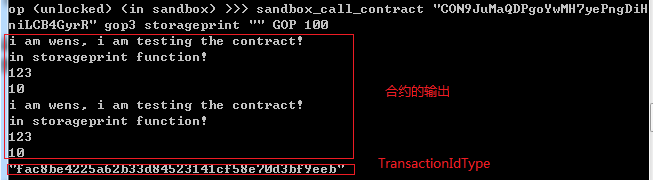 op (unlocked) (in sandbox) >>> sandbox_call_contract "CON9JuMaQDPgoYwMH7yePngDiH
niLCB4GyrR" gop3 storageprint "" GOP 100
i am wens, i am testing the contract!
in storageprint function!
123
10
合约的输出
i am wens, i am testing the contract!
in storageprint function!
123
10
"fac8be4225a62b33d84523141cf58e70d3bf9eeb"
TransactionIdType